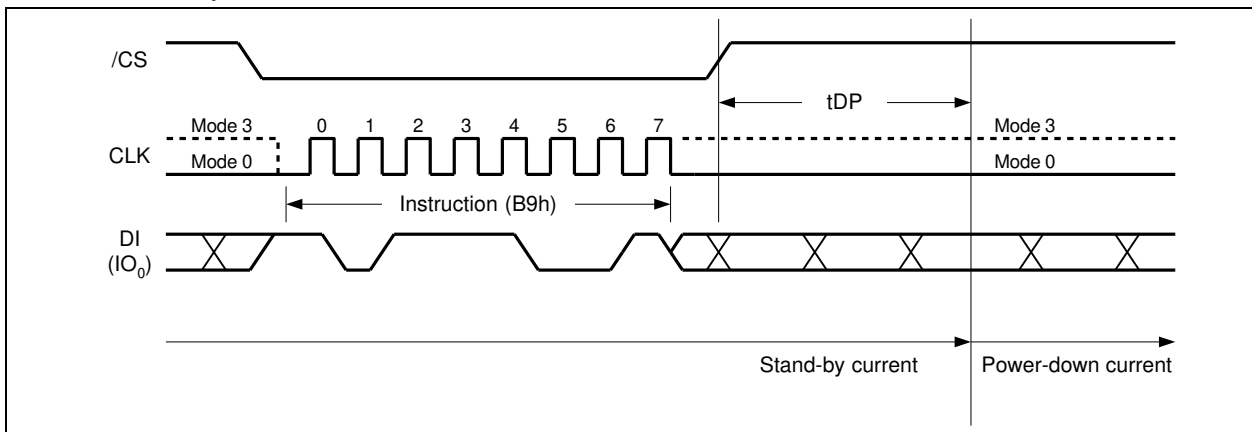 /CS
tDP
Mode 3 0 1 2 3 4 5 6 7 Mode 3
CLK
Mode 0 Mode 0
Instruction (B9h)
DI
(IO₀)
Stand-by current Power-down current